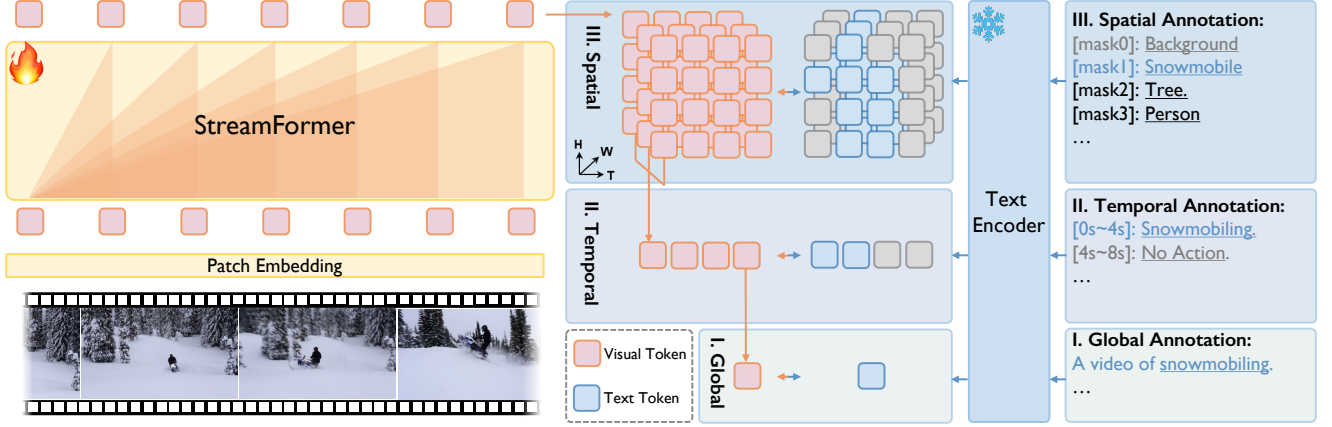 StreamFormer
Patch Embedding
III. Spatial
H
W
T
II. Temporal
I. Global
Visual Token
Text Token
Text
Encoder
III. Spatial Annotation:
[mask0]: Background
[mask1]: Snowmobile
[mask2]: Tree.
[mask3]: Person
...
II. Temporal Annotation:
[0s~4s]: Snowmobiling.
[4s~8s]: No Action.
...
I. Global Annotation:
A video of snowmobiling.
...